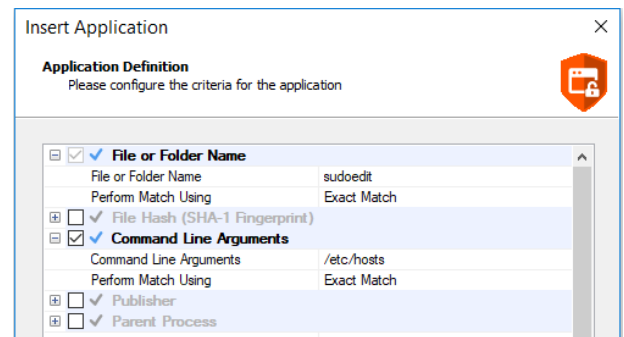 Insert Application
Application Definition
Please configure the criteria for the application
File or Folder Name
File or Folder Name sudoedit
Perform Match Using Exact Match
File Hash (SHA-1 Fingerprint)
Command Line Arguments
Command Line Arguments /etc/hosts
Perform Match Using Exact Match
Publisher
Parent Process